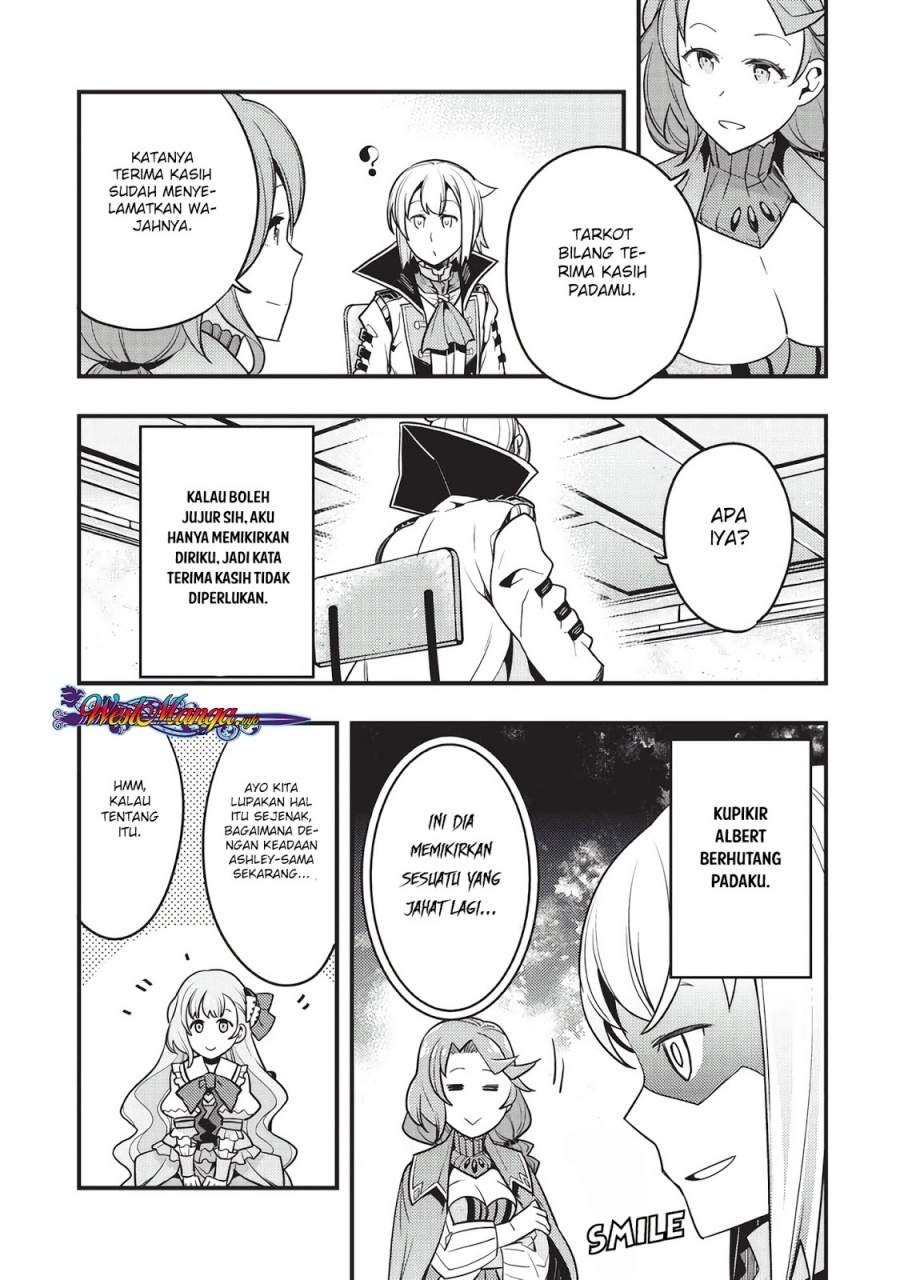 TARKOT
BILANG TE-
RIMA KASIH
PADAMU.
?
KATANYA
TERIMA KASIH
SUDAH MENYE-
LAMATKAN WA-
JAHNYA.
APA
IYA?
KALAU BOLEH
JUJUR SIH, AKU
HANYA MEMIKIRKAN
DIRIKU, JADI KATA
TERIMA KASIH TIDAK
DIPERLUKAN.
WestManga.info
KUPIKIR
ALBERT
BERHUTANG
PADAKU.
INI DIA
MEMIKIRKAN
SESUATU YANG
JAHAT LAGI...
SMILE
AYO KITA
LUPAKAN HAL
ITU SEJENAK,
BAGAIMANA DE-
NGAN KEADAAN
ASHLEY-SAMA
SEKARANG...
HMM,
KALAU
TENTANG
ITU.